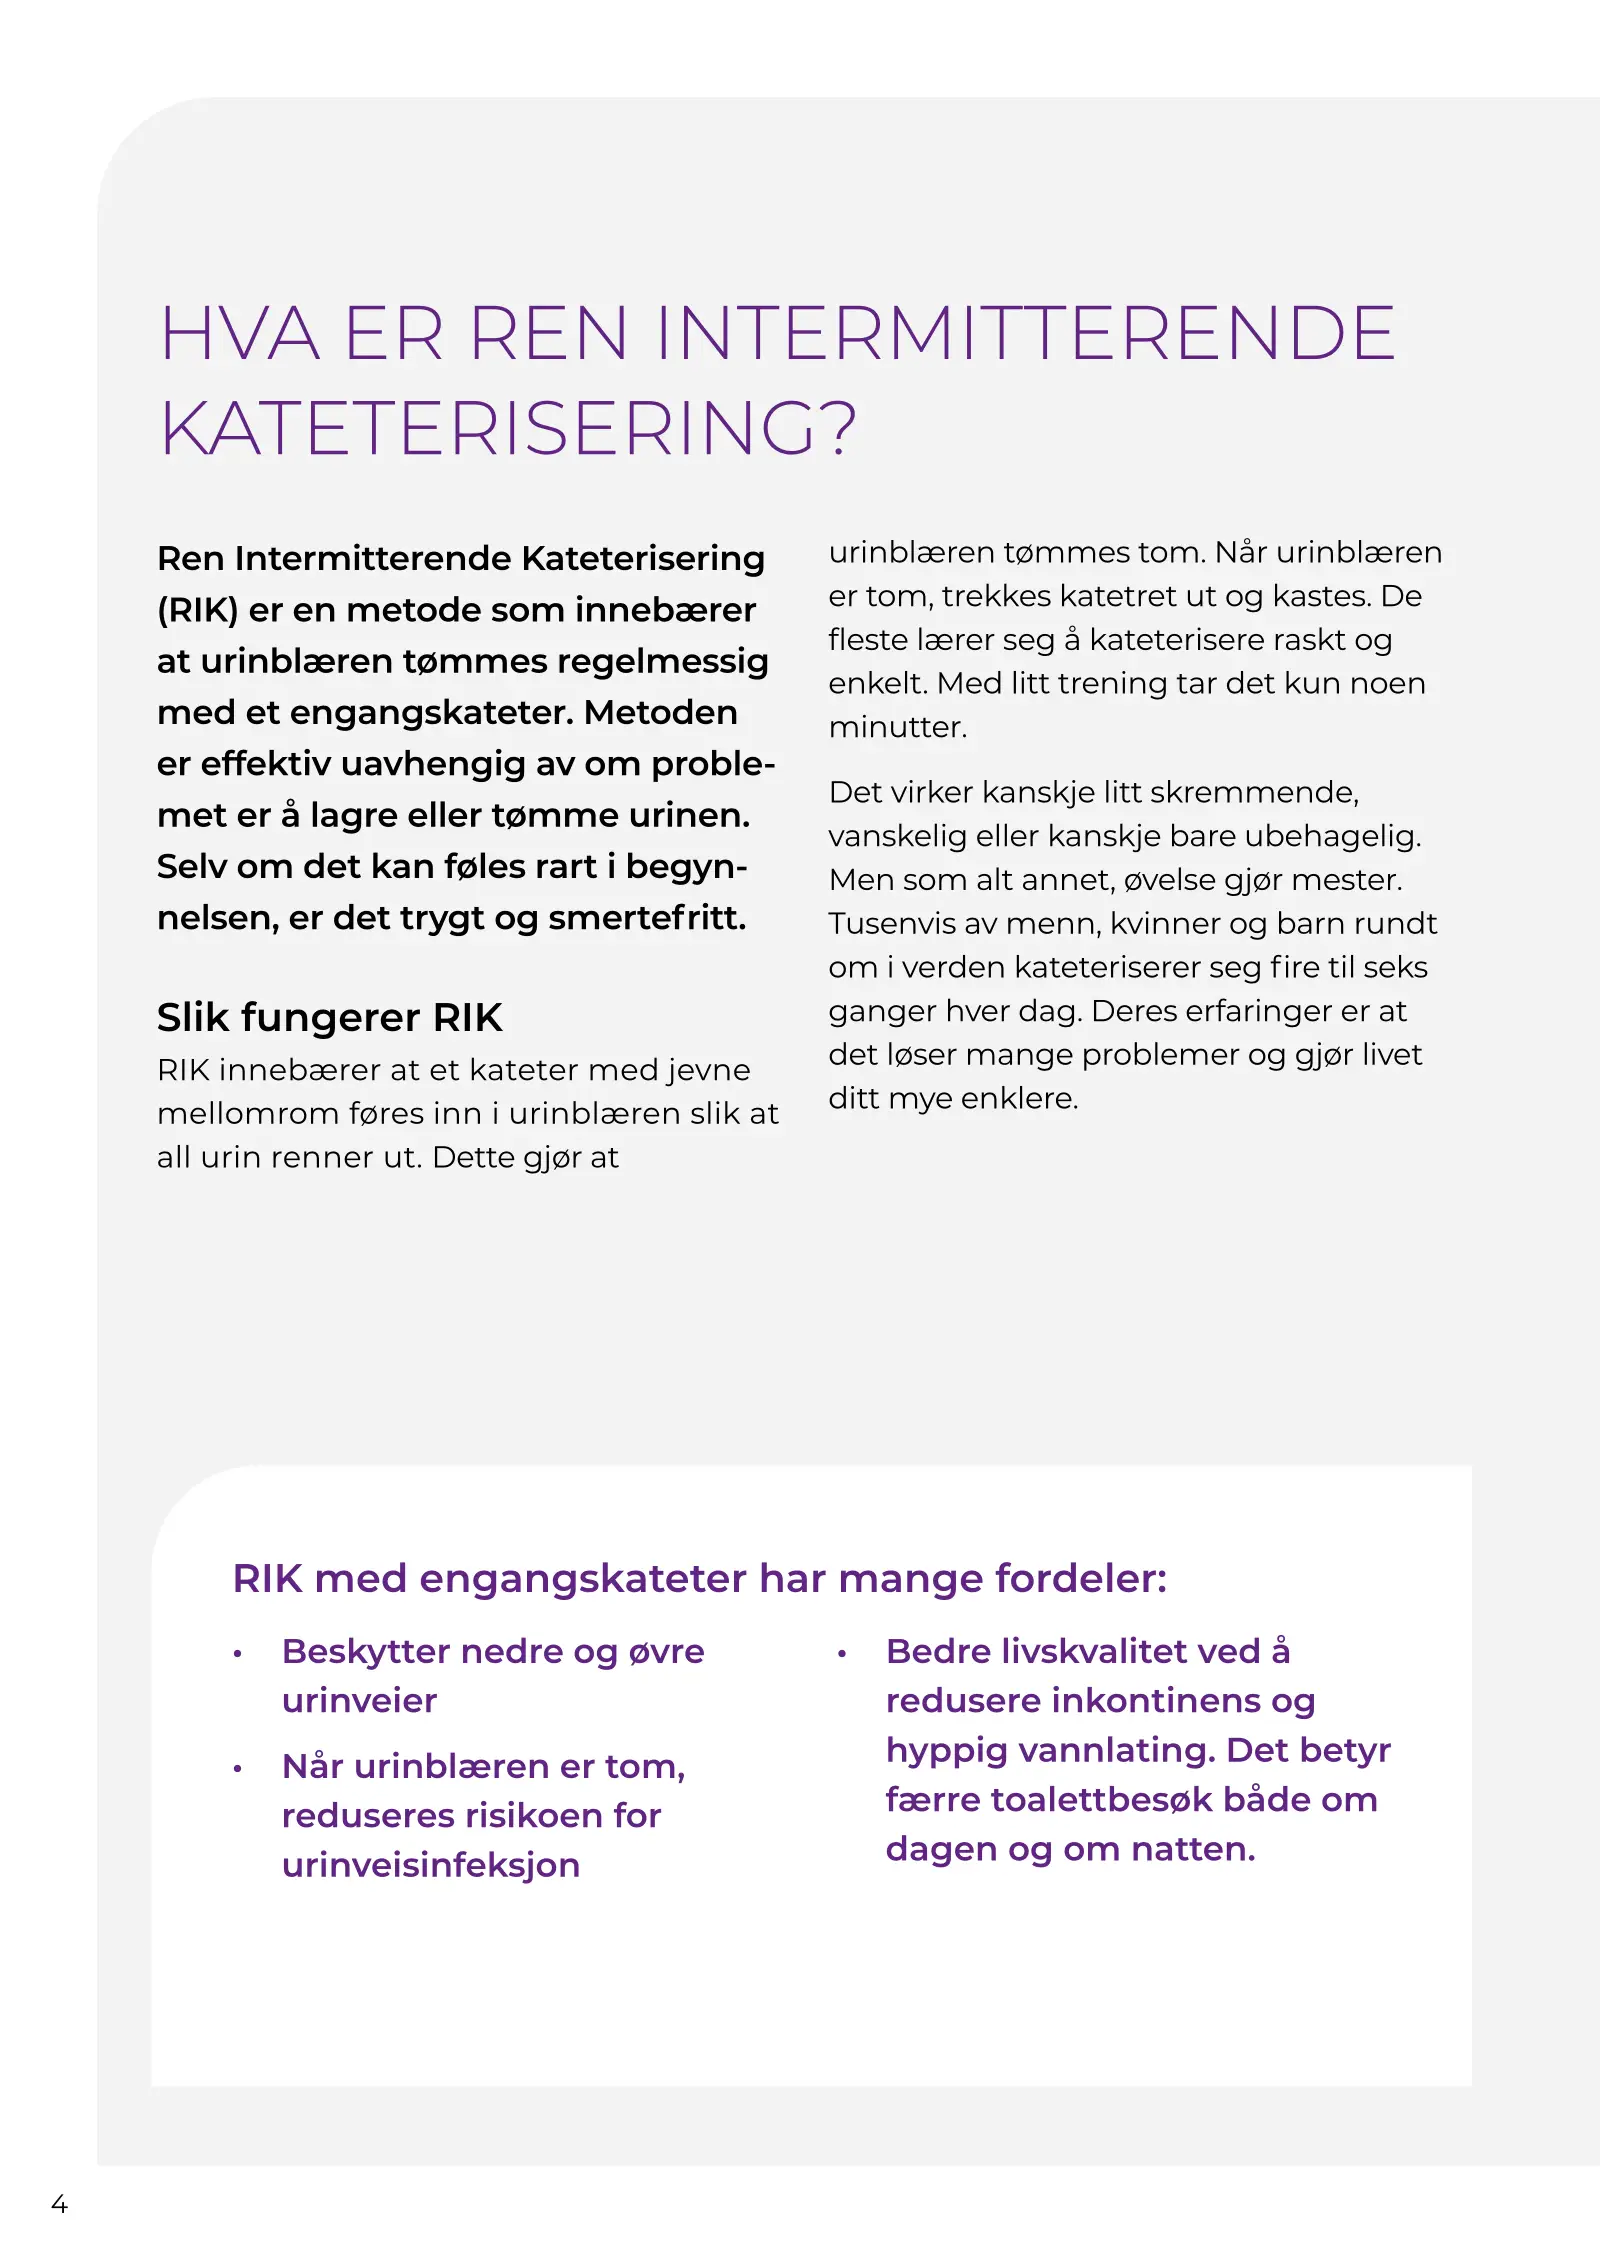 HVA ER REN INTERMITTERENDE
KATETERISERING?
Ren Intermitterende Kateterisering
(RIK) er en metode som innebærer
at urinblæren tømmes regelmessig
med et engangskateter. Metoden
er effektiv uavhengig av om proble-
met er å lagre eller tømme urinen.
Selv om det kan føles rart i begyn-
nelsen, er det trygt og smertefritt.
Slik fungerer RIK
RIK innebærer at et kateter med jevne
mellomrom føres inn i urinblæren slik at
all urin renner ut. Dette gjør at
urinblæren tømmes tom. Når urinblæren
er tom, trekkes katetret ut og kastes. De
fleste lærer seg å kateterisere raskt og
enkelt. Med litt trening tar det kun noen
minutter.
Det virker kanskje litt skremmende,
vanskelig eller kanskje bare ubehagelig.
Men som alt annet, øvelse gjør mester.
Tusenvis av menn, kvinner og barn rundt
om i verden kateteriserer seg fire til seks
ganger hver dag. Deres erfaringer er at
det løser mange problemer og gjør livet
ditt mye enklere.
RIK med engangskateter har mange fordeler:
• Beskytter nedre og øvre
urinveier
• Når urinblæren er tom,
reduseres risikoen for
urinveisinfeksjon
• Bedre livskvalitet ved å
redusere inkontinens og
hyppig vannlating. Det betyr
færre toalettbesøk både om
dagen og om natten.
4